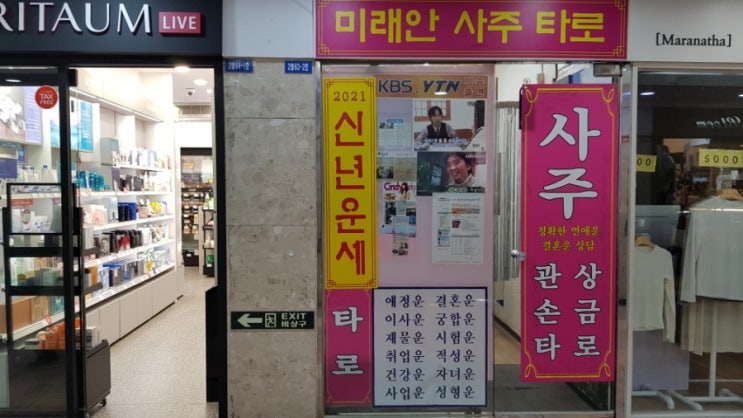 RITAUM LIVE
TAX
FREE
미래안 사주 타로
[Maranatha]
KBS YTN
2021
신년운세
Cindy
사주
정확한 연애운
결혼운 상담
관상
손금
타로
타로
애정운 결혼운
이사운 궁합운
재물운 시험운
취업운 적성운
건강운 자녀운
사업운 성형운
EXIT
비상구
5000